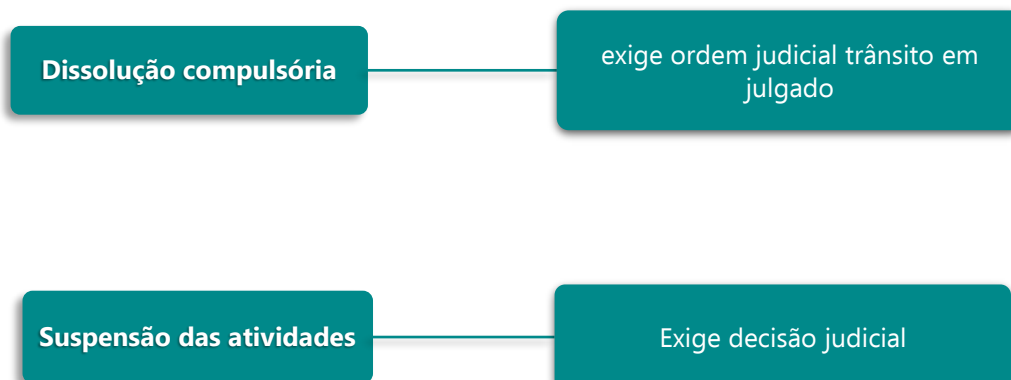 Dissolução compulsória
exige ordem judicial trânsito em
julgado
Suspensão das atividades
Exige decisão judicial